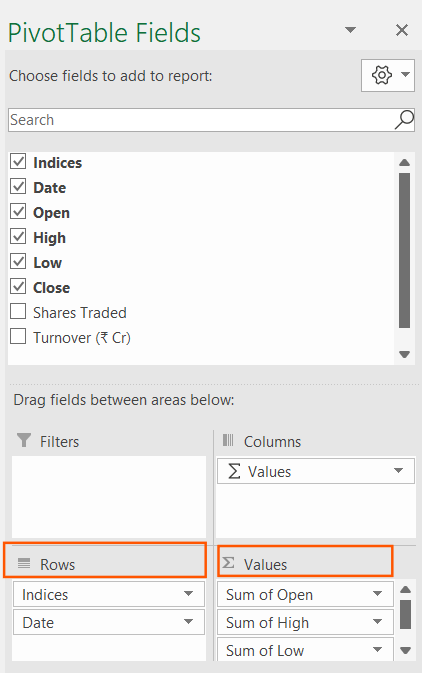 PivotTable Fields
Choose fields to add to report:
Search
Indices
Date
Open
High
Low
Close
Shares Traded
Turnover (₹ Cr)
Drag fields between areas below:
Filters
Columns
Σ Values
Rows
Σ Values
Indices
Date
Sum of Open
Sum of High
Sum of Low